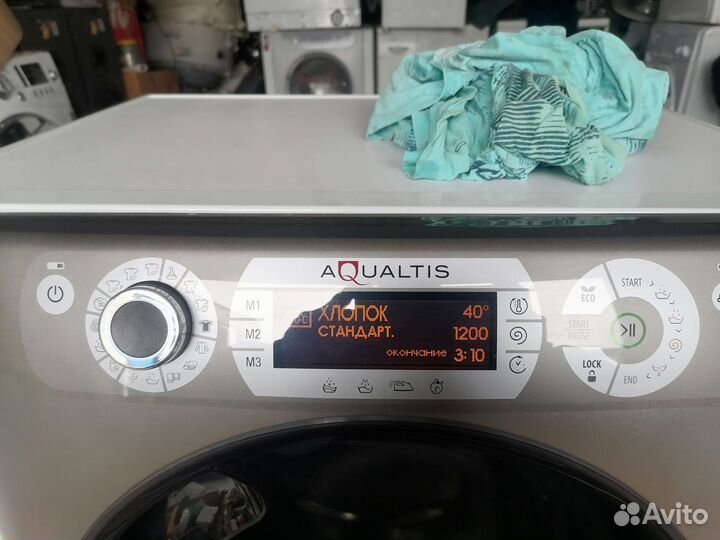 AQUALTIS
M1
M2
M3
ХЛОПОК 40°
СТАНДАРТ. 1200
окончание 3:10
ECO
START
START
PAUSE
LOCK
END
Avito